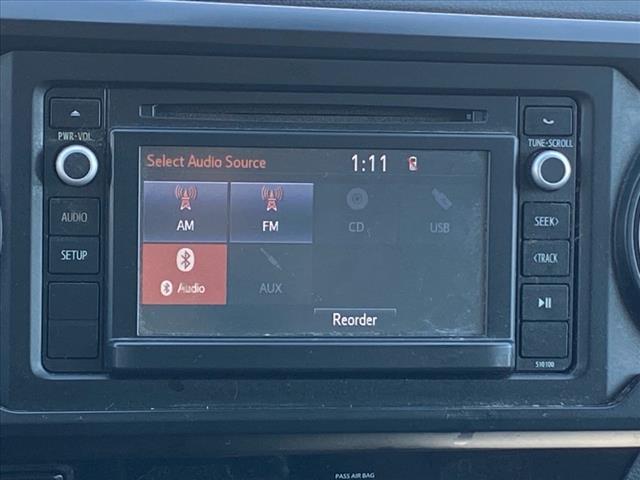 PWR•VOL
AUDIO
SETUP
Select Audio Source
1:11
AM
FM
CD
USB
Audio
AUX
Reorder
TUNE•SCROLL
SEEK>
<TRACK
510100
PASS AIR BAG